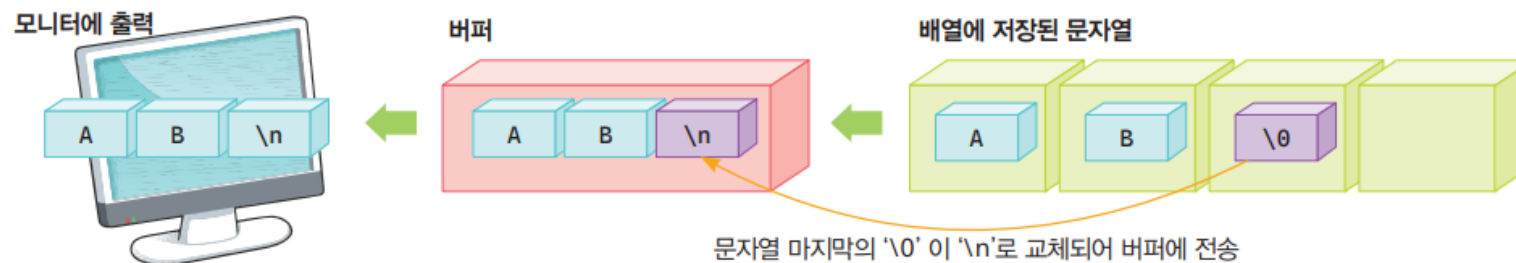 모니터에 출력
버퍼
배열에 저장된 문자열
A B \n
A B \n
A B \0
문자열 마지막의 ‘\0’ 이 ‘\n’로 교체되어 버퍼에 전송